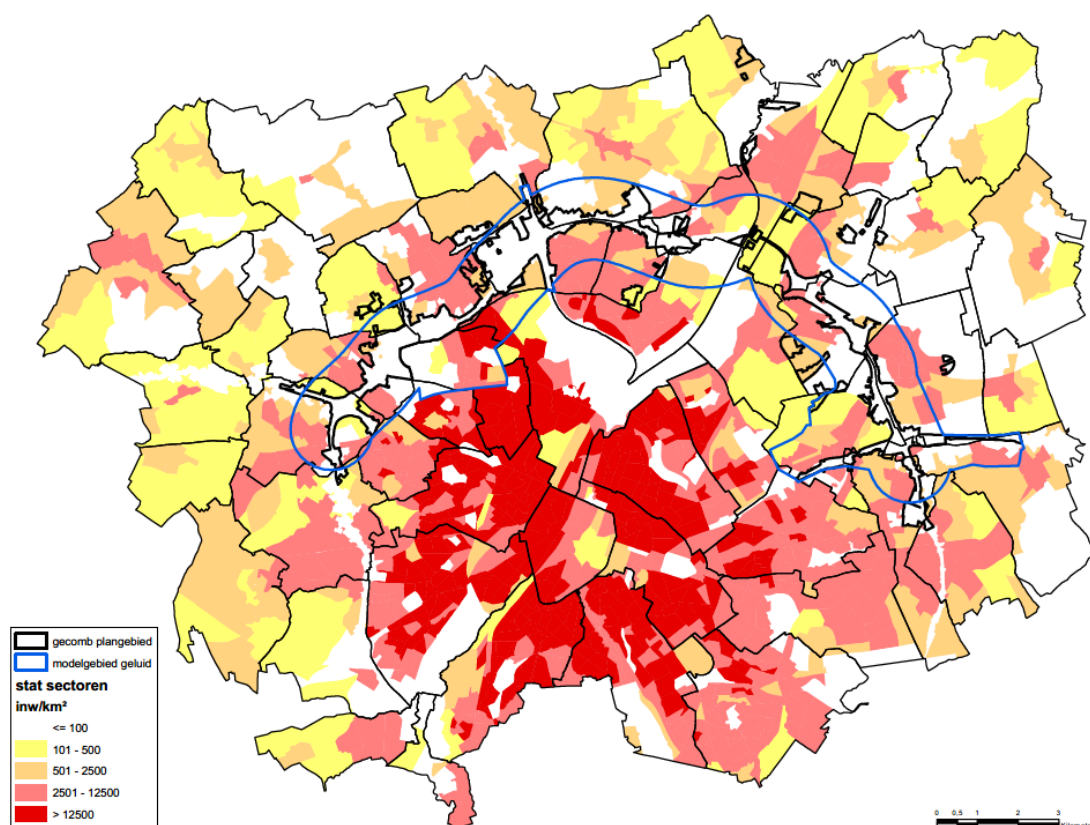 gecomb plangebied
modelgebied geluid
stat sectoren
inw/km²
<= 100
101 - 500
501 - 2500
2501 - 12500
> 12500
0 0,5 1 2 3